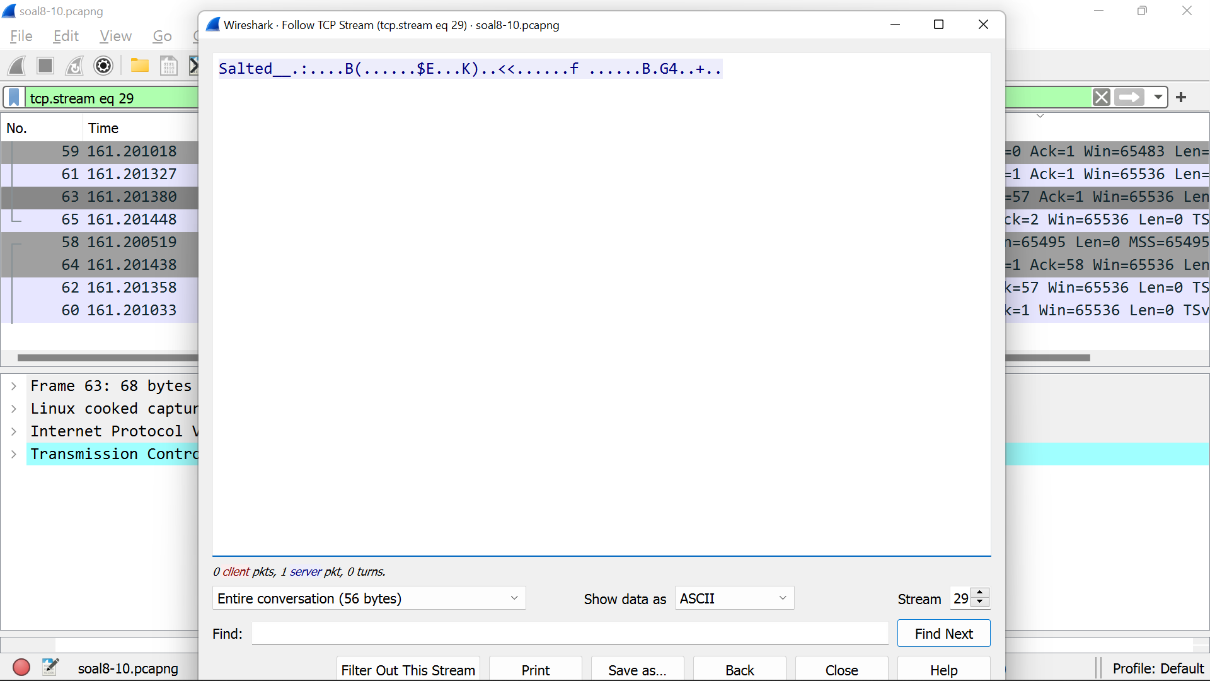 soal8-10.pcapng
Wireshark · Follow TCP Stream (tcp.stream eq 29) · soal8-10.pcapng
File Edit View Go
tcp.stream eq 29
No. Time
59 161.201018
61 161.201327
63 161.201380
65 161.201448
58 161.200519
64 161.201438
62 161.201358
60 161.201033
=0 Ack=1 Win=65483 Len=
=1 Ack=1 Win=65536 Len=
=57 Ack=1 Win=65536 Len=
ck=2 Win=65536 Len=0 TS
n=65495 Len=0 MSS=65495
=1 Ack=58 Win=65536 Len
k=57 Win=65536 Len=0 TS
k=1 Win=65536 Len=0 TSv
Frame 63: 68 bytes
Linux cooked captur
Internet Protocol V
Transmission Contro
Salted__.:....B(......$E...K)..<<......f ......B.G4..+..
0 client pkts, 1 server pkt, 0 turns.
Entire conversation (56 bytes)
Show data as ASCII
Stream 29
Find:
Find Next
Filter Out This Stream
Print
Save as...
Back
Close
Help
soal8-10.pcapng
Profile: Default